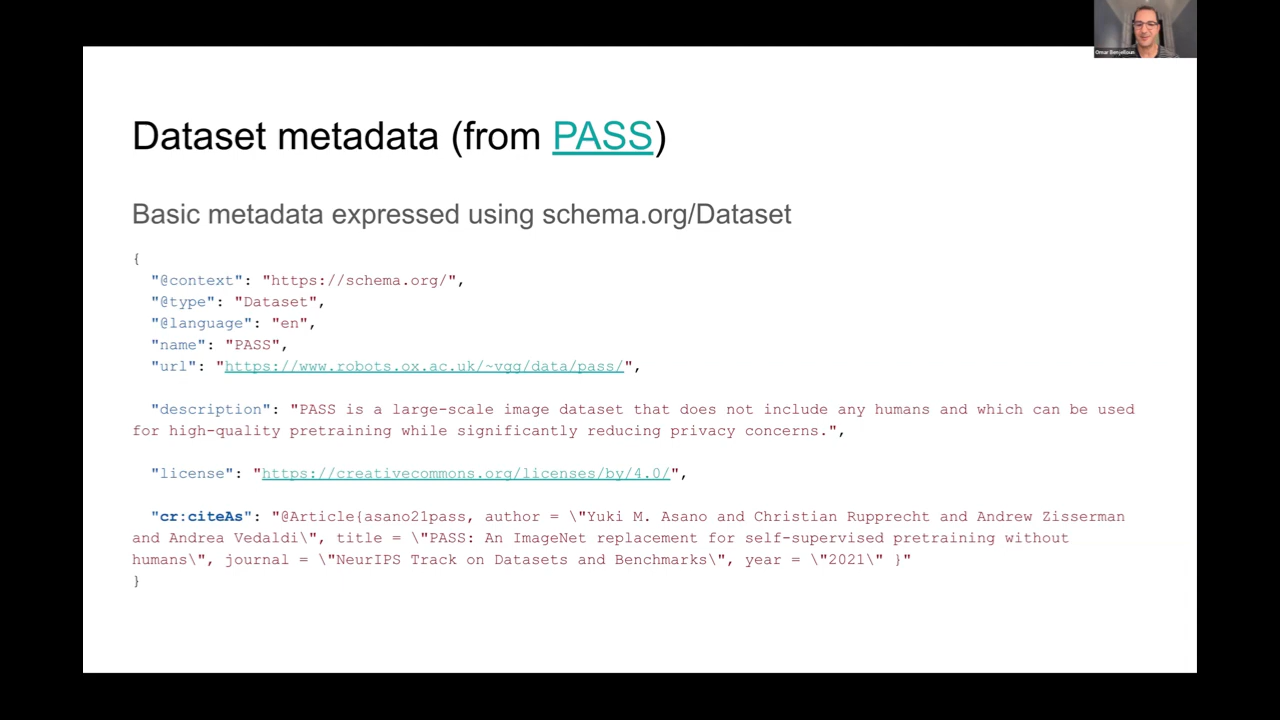 Omar Benjelloun
Dataset metadata (from PASS)
Basic metadata expressed using schema.org/Dataset
{
"@context": "https://schema.org/",
"@type": "Dataset",
"@language": "en",
"name": "PASS",
"url": "https://www.robots.ox.ac.uk/~vgg/data/pass/",
"description": "PASS is a large-scale image dataset that does not include any humans and which can be used
for high-quality pretraining while significantly reducing privacy concerns.",
"license": "https://creativecommons.org/licenses/by/4.0/",
"cr:citeAs": "@Article{asano21pass, author = \"Yuki M. Asano and Christian Rupprecht and Andrew Zisserman
and Andrea Vedaldi\", title = \"PASS: An ImageNet replacement for self-supervised pretraining without
humans\", journal = \"NeurIPS Track on Datasets and Benchmarks\", year = \"2021\" }"
}